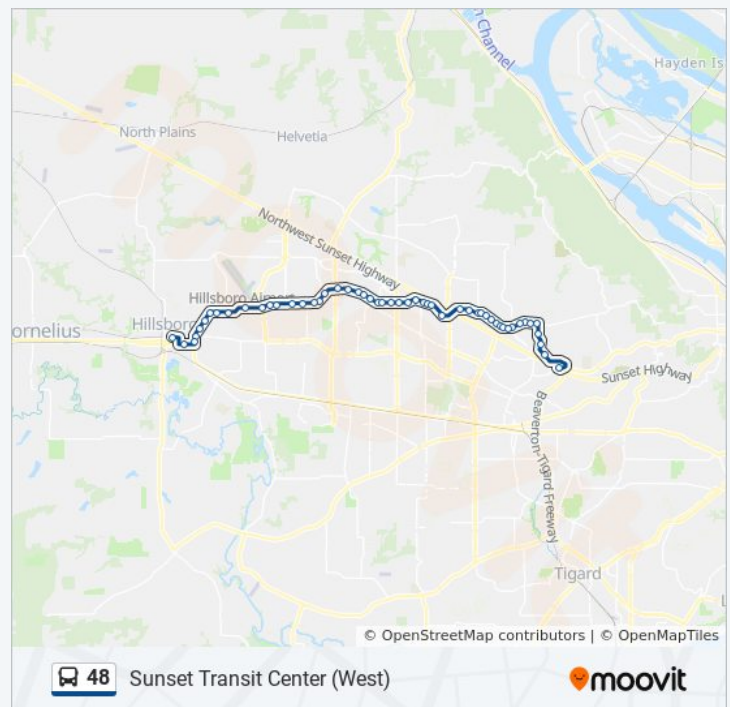 n Channel
Hayden Is
North Plains
Helvetia
Northwest Sunset Highway
Hillsboro Airport
Hillsboro
ornelius
Sunset Highway
Beaverton-Tigard Freeway
Tigard
L
© OpenStreetMap contributors | © OpenMapTiles
48 Sunset Transit Center (West)
moovit